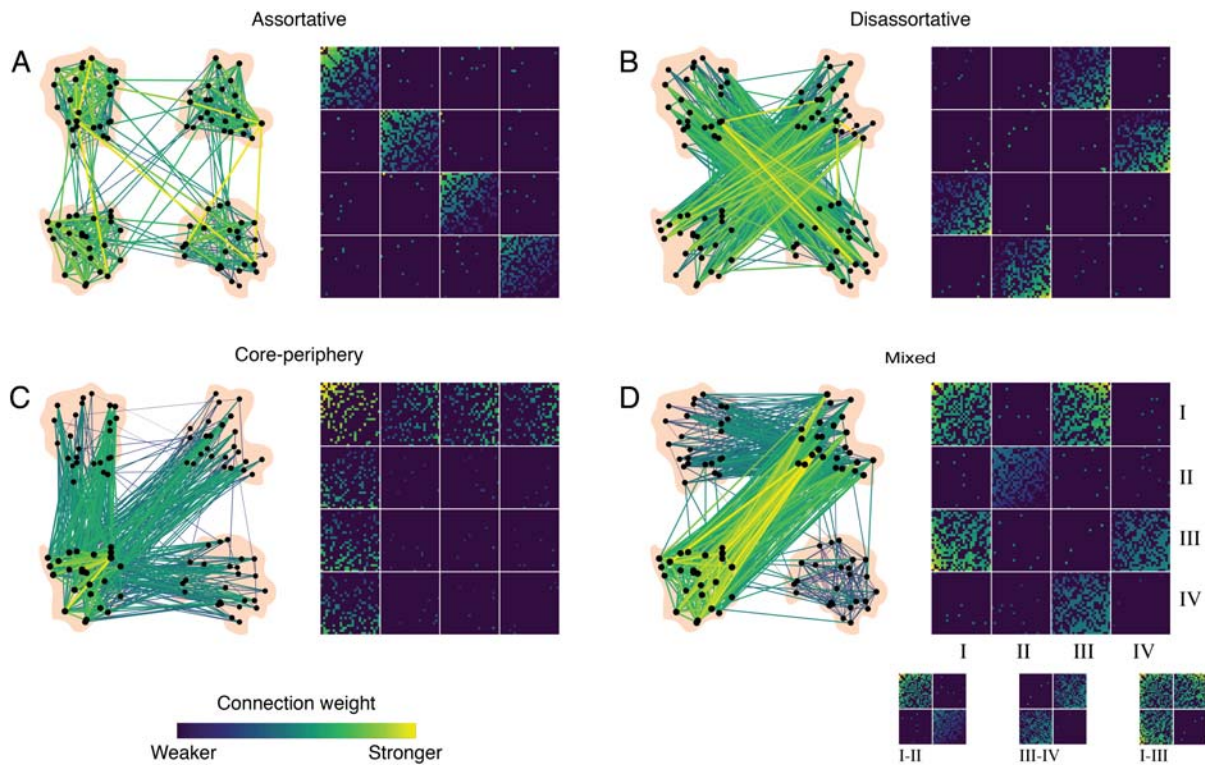 Assortative
Disassortative
A
B
Core-periphery
Mixed
C
D
I
II
III
IV
I II III IV
Connection weight
Weaker Stronger
I-II III-IV I-III